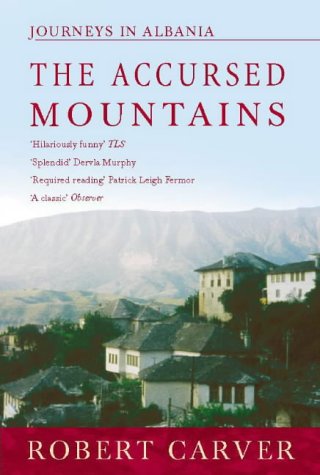 JOURNEYS IN ALBANIA
THE ACCURSED
MOUNTAINS
‘Hilariously funny’ TLS
‘Splendid’ Dervla Murphy
‘Required reading’ Patrick Leigh Fermor
‘A classic’ Observer
ROBERT CARVER